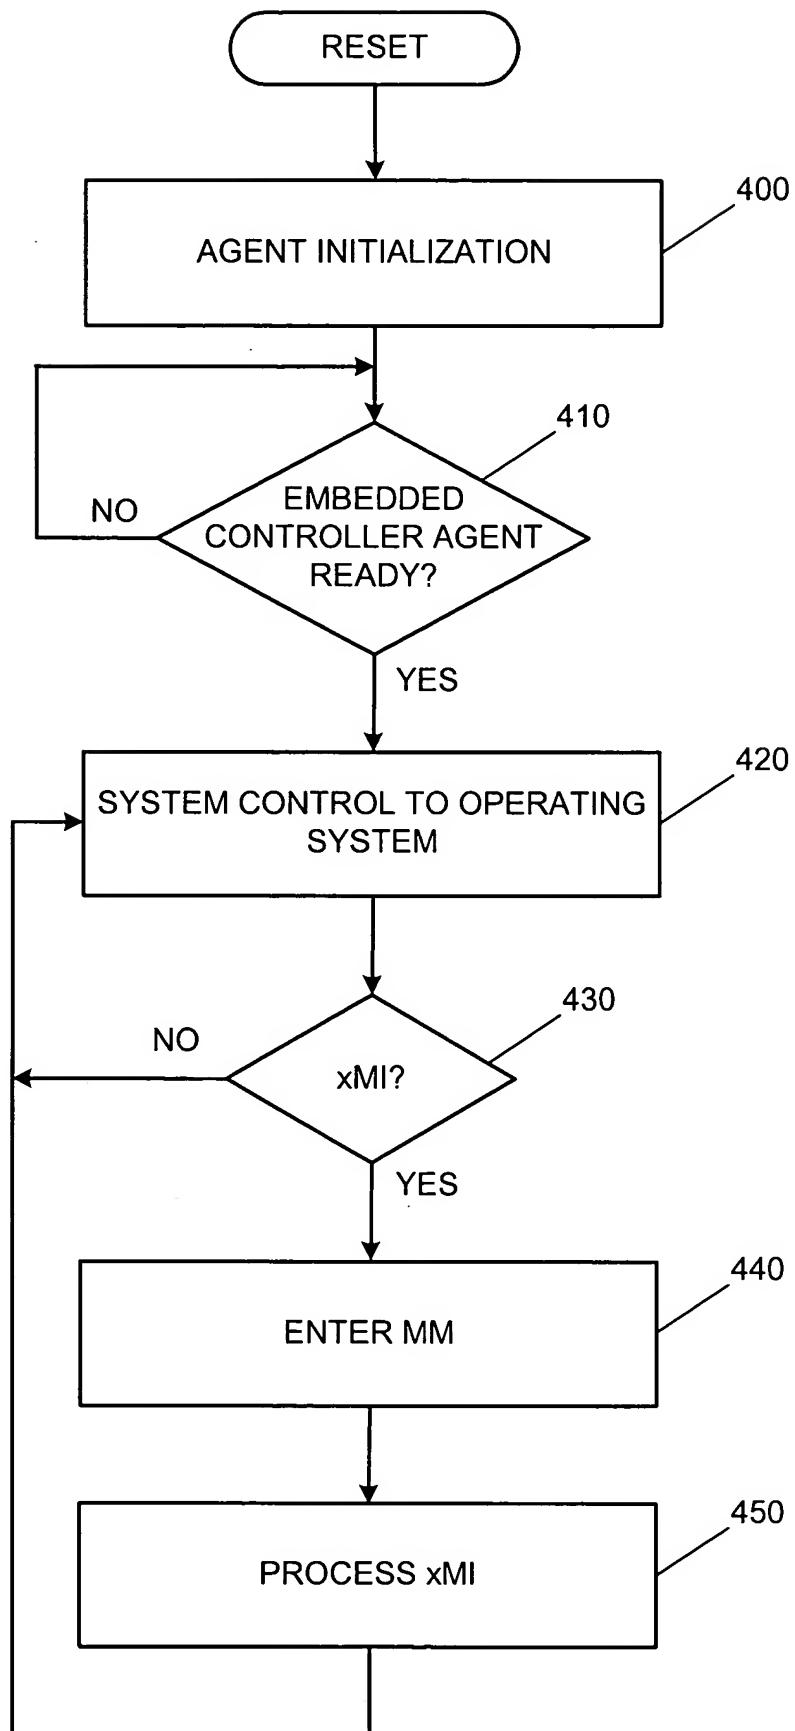 RESET
400
AGENT INITIALIZATION
410
EMBEDDED
CONTROLLER AGENT
READY?
NO
YES
420
SYSTEM CONTROL TO OPERATING
SYSTEM
430
NO
xMI?
YES
440
ENTER MM
450
PROCESS xMI